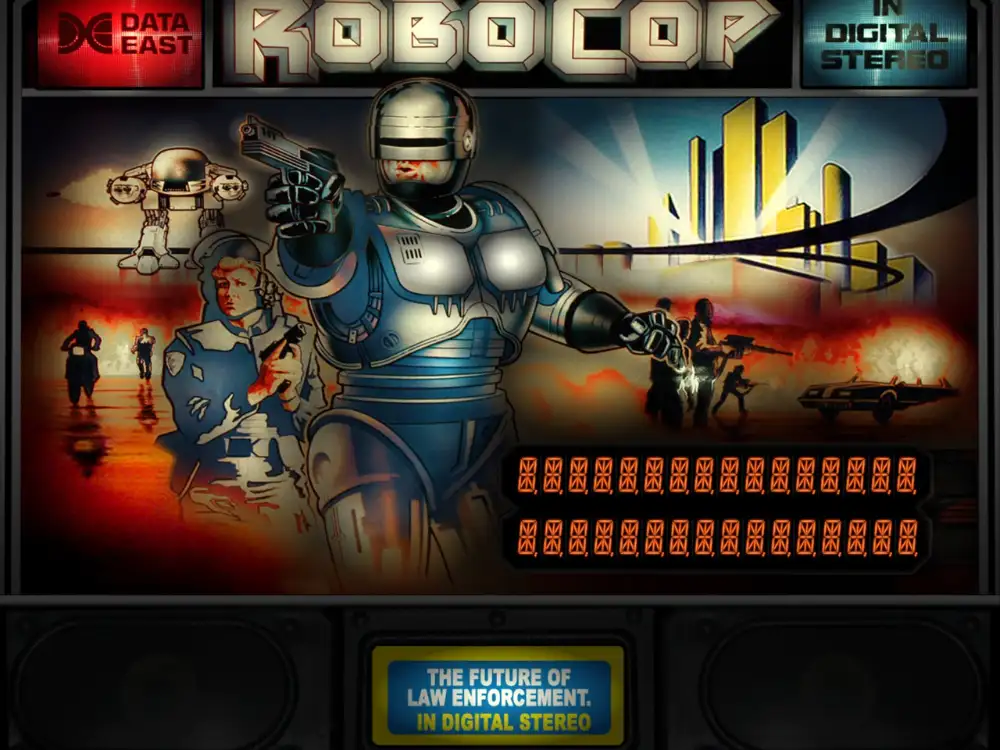 DATA
EAST
ROBOCOP
IN
DIGITAL
STEREO
THE FUTURE OF
LAW ENFORCEMENT.
IN DIGITAL STEREO